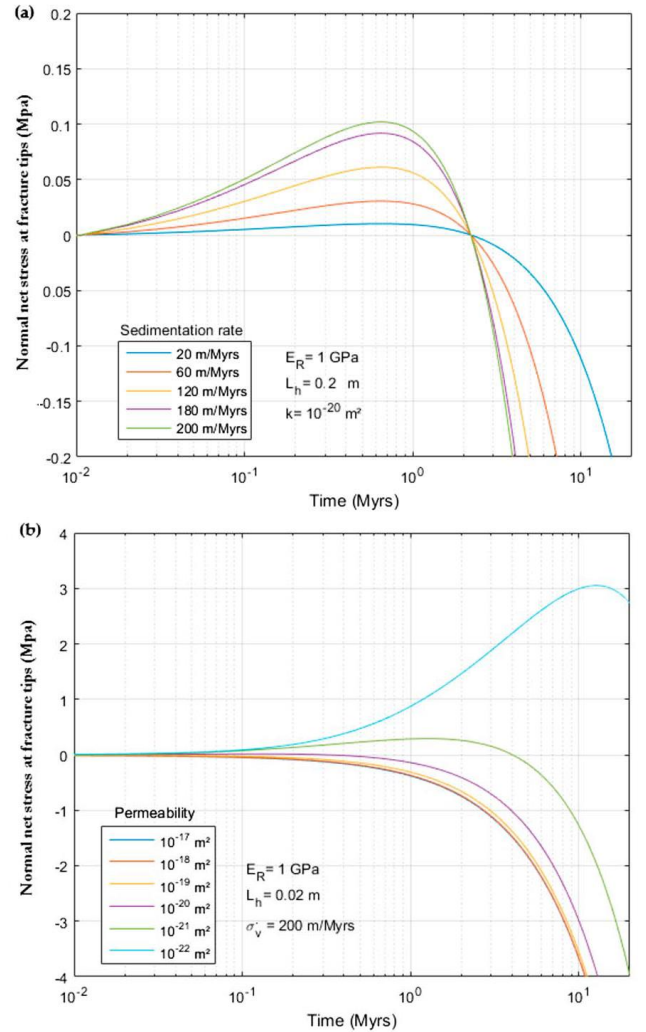 (a)
Normal net stress at fracture tips (Mpa)
0.2
0.15
0.1
0.05
0
0.05
-0.1
-0.15
-0.2
Sedimentation rate
20 m/Myrs
60 m/Myrs
120 m/Myrs
180 m/Myrs
200 m/Myrs
E_R= 1 GPa
L_h= 0.2 m
k= 10^-20 m²
10^-2 10^-1 10^0 10^1
Time (Myrs)
(b)
Normal net stress at fracture tips (Mpa)
4
3
2
1
0
-1
-2
-3
-4
Permeability
10^-17 m²
10^-18 m²
10^-19 m²
10^-20 m²
10^-21 m²
10^-22 m²
E_R= 1 GPa
L_h= 0.02 m
σ̇_v = 200 m/Myrs
10^-2 10^-1 10^0 10^1
Time (Myrs)